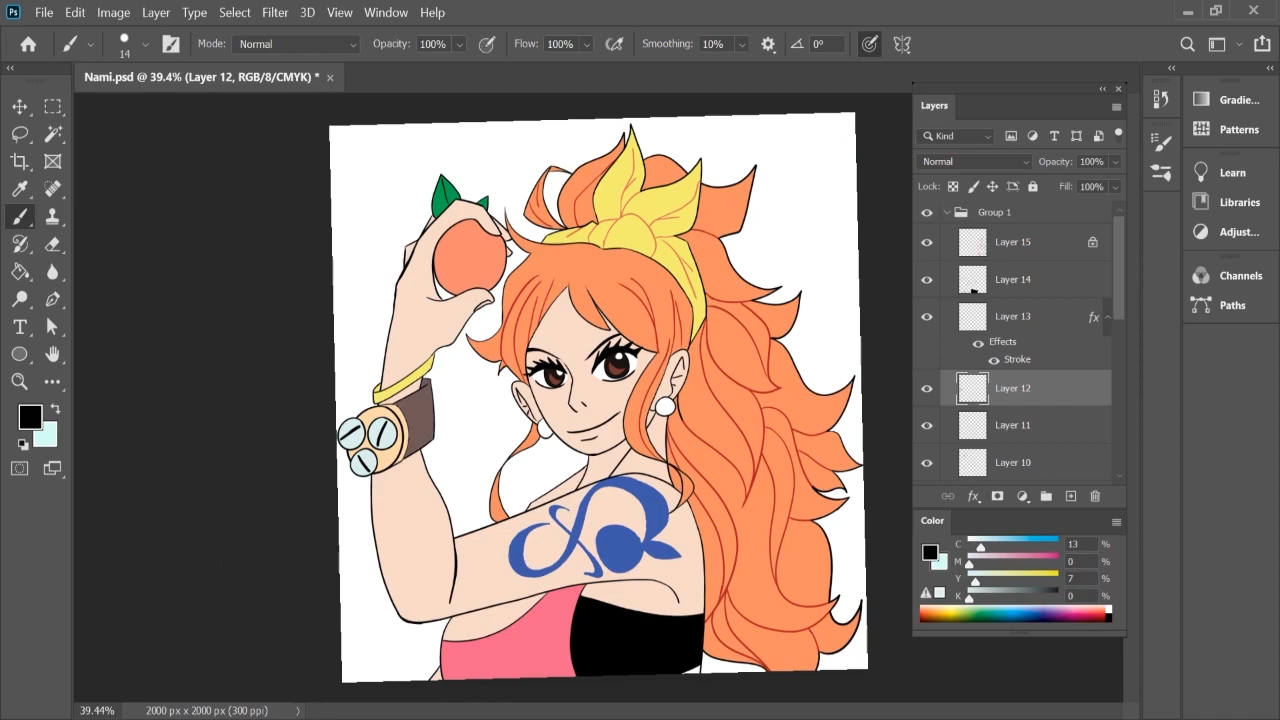 Ps File Edit Image Layer Type Select Filter 3D View Window Help
14 Mode: Normal Opacity: 100% Flow: 100% Smoothing: 10% 0°
Nami.psd @ 39.4% (Layer 12, RGB/8/CMYK) * ×
Layers
Kind
Normal Opacity: 100%
Lock: Fill: 100%
Group 1
Layer 15
Layer 14
Layer 13 fx
Effects
Stroke
Layer 12
Layer 11
Layer 10
fx
Color
C 13 %
M 0 %
Y 7 %
K 0 %
Gradie...
Patterns
Learn
Libraries
Adjust...
Channels
Paths
39.44% 2000 px x 2000 px (300 ppi)